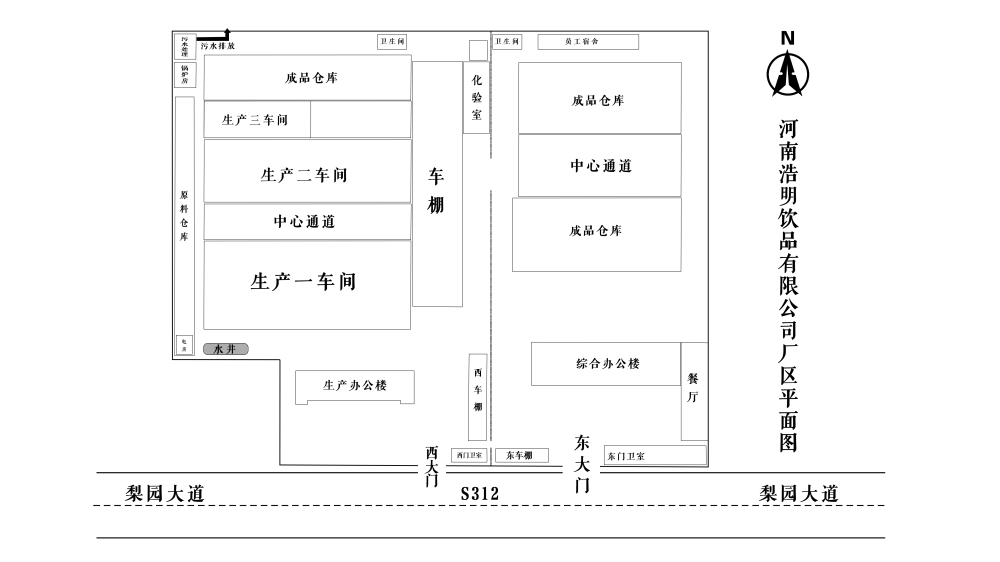 污水处理
污水排放
卫生间
卫生间
员工宿舍
N
锅炉房
成品仓库
化验室
成品仓库
生产三车间
生产二车间
车棚
中心通道
原料仓库
中心通道
成品仓库
生产一车间
电房
水井
生产办公楼
西车棚
综合办公楼
餐厅
西大门
西门卫室
东车棚
东大门
东门卫室
梨园大道
S312
梨园大道
河南浩明饮品有限公司厂区平面图